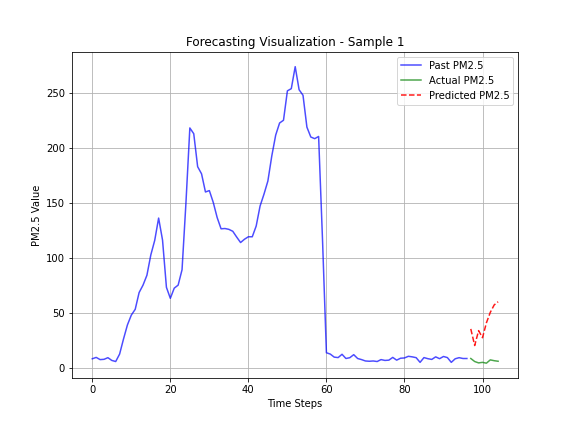 Forecasting Visualization - Sample 1
Past PM2.5
Actual PM2.5
Predicted PM2.5
PM2.5 Value
250
200
150
100
50
0
0 20 40 60 80 100
Time Steps